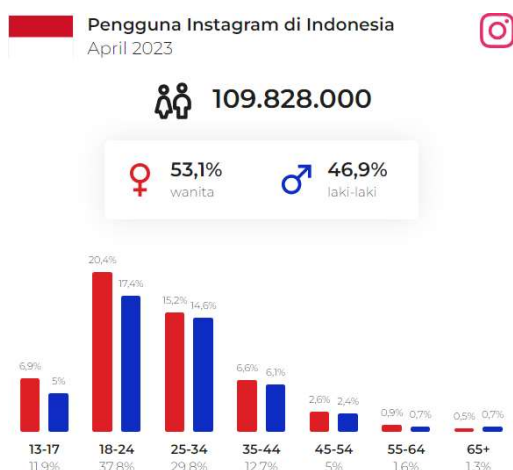 Pengguna Instagram di Indonesia
April 2023
109.828.000
53,1%
wanita
46,9%
laki-laki
6,9% 5% 20,4% 17,4% 15,2% 14,6% 6,6% 6,1% 2,6% 2,4% 0,9% 0,7% 0,5% 0,7%
13-17 18-24 25-34 35-44 45-54 55-64 65+
11.9% 37.8% 29.8% 12.7% 5% 1.6% 1.3%